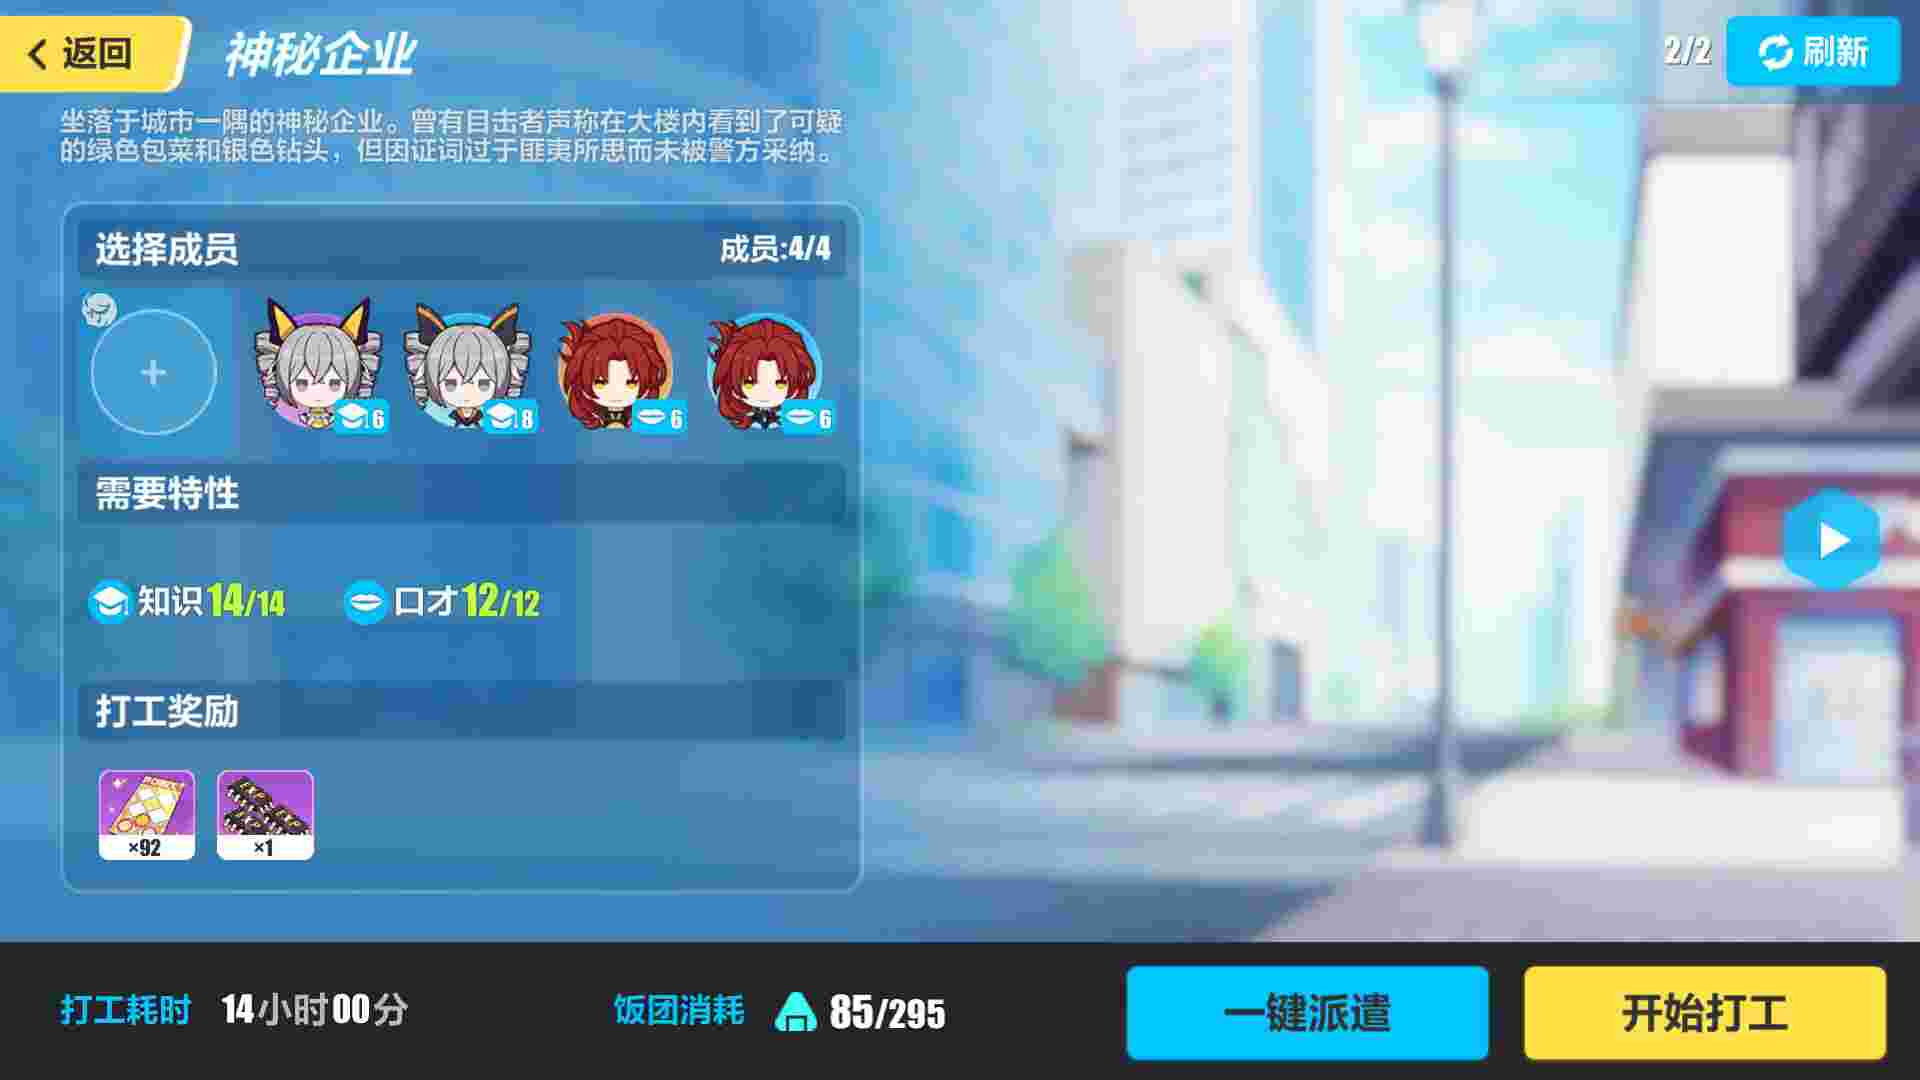 返回
神秘企业
2/2
刷新
坐落于城市一隅的神秘企业。曾有目击者声称在大楼内看到了可疑
的绿色包菜和银色钻头，但因证词过于匪夷所思而未被警方采纳。
选择成员
成员:4/4
6
8
6
6
需要特性
知识14/14
口才12/12
打工奖励
×92
×1
打工耗时 14小时00分
饭团消耗 85/295
一键派遣
开始打工